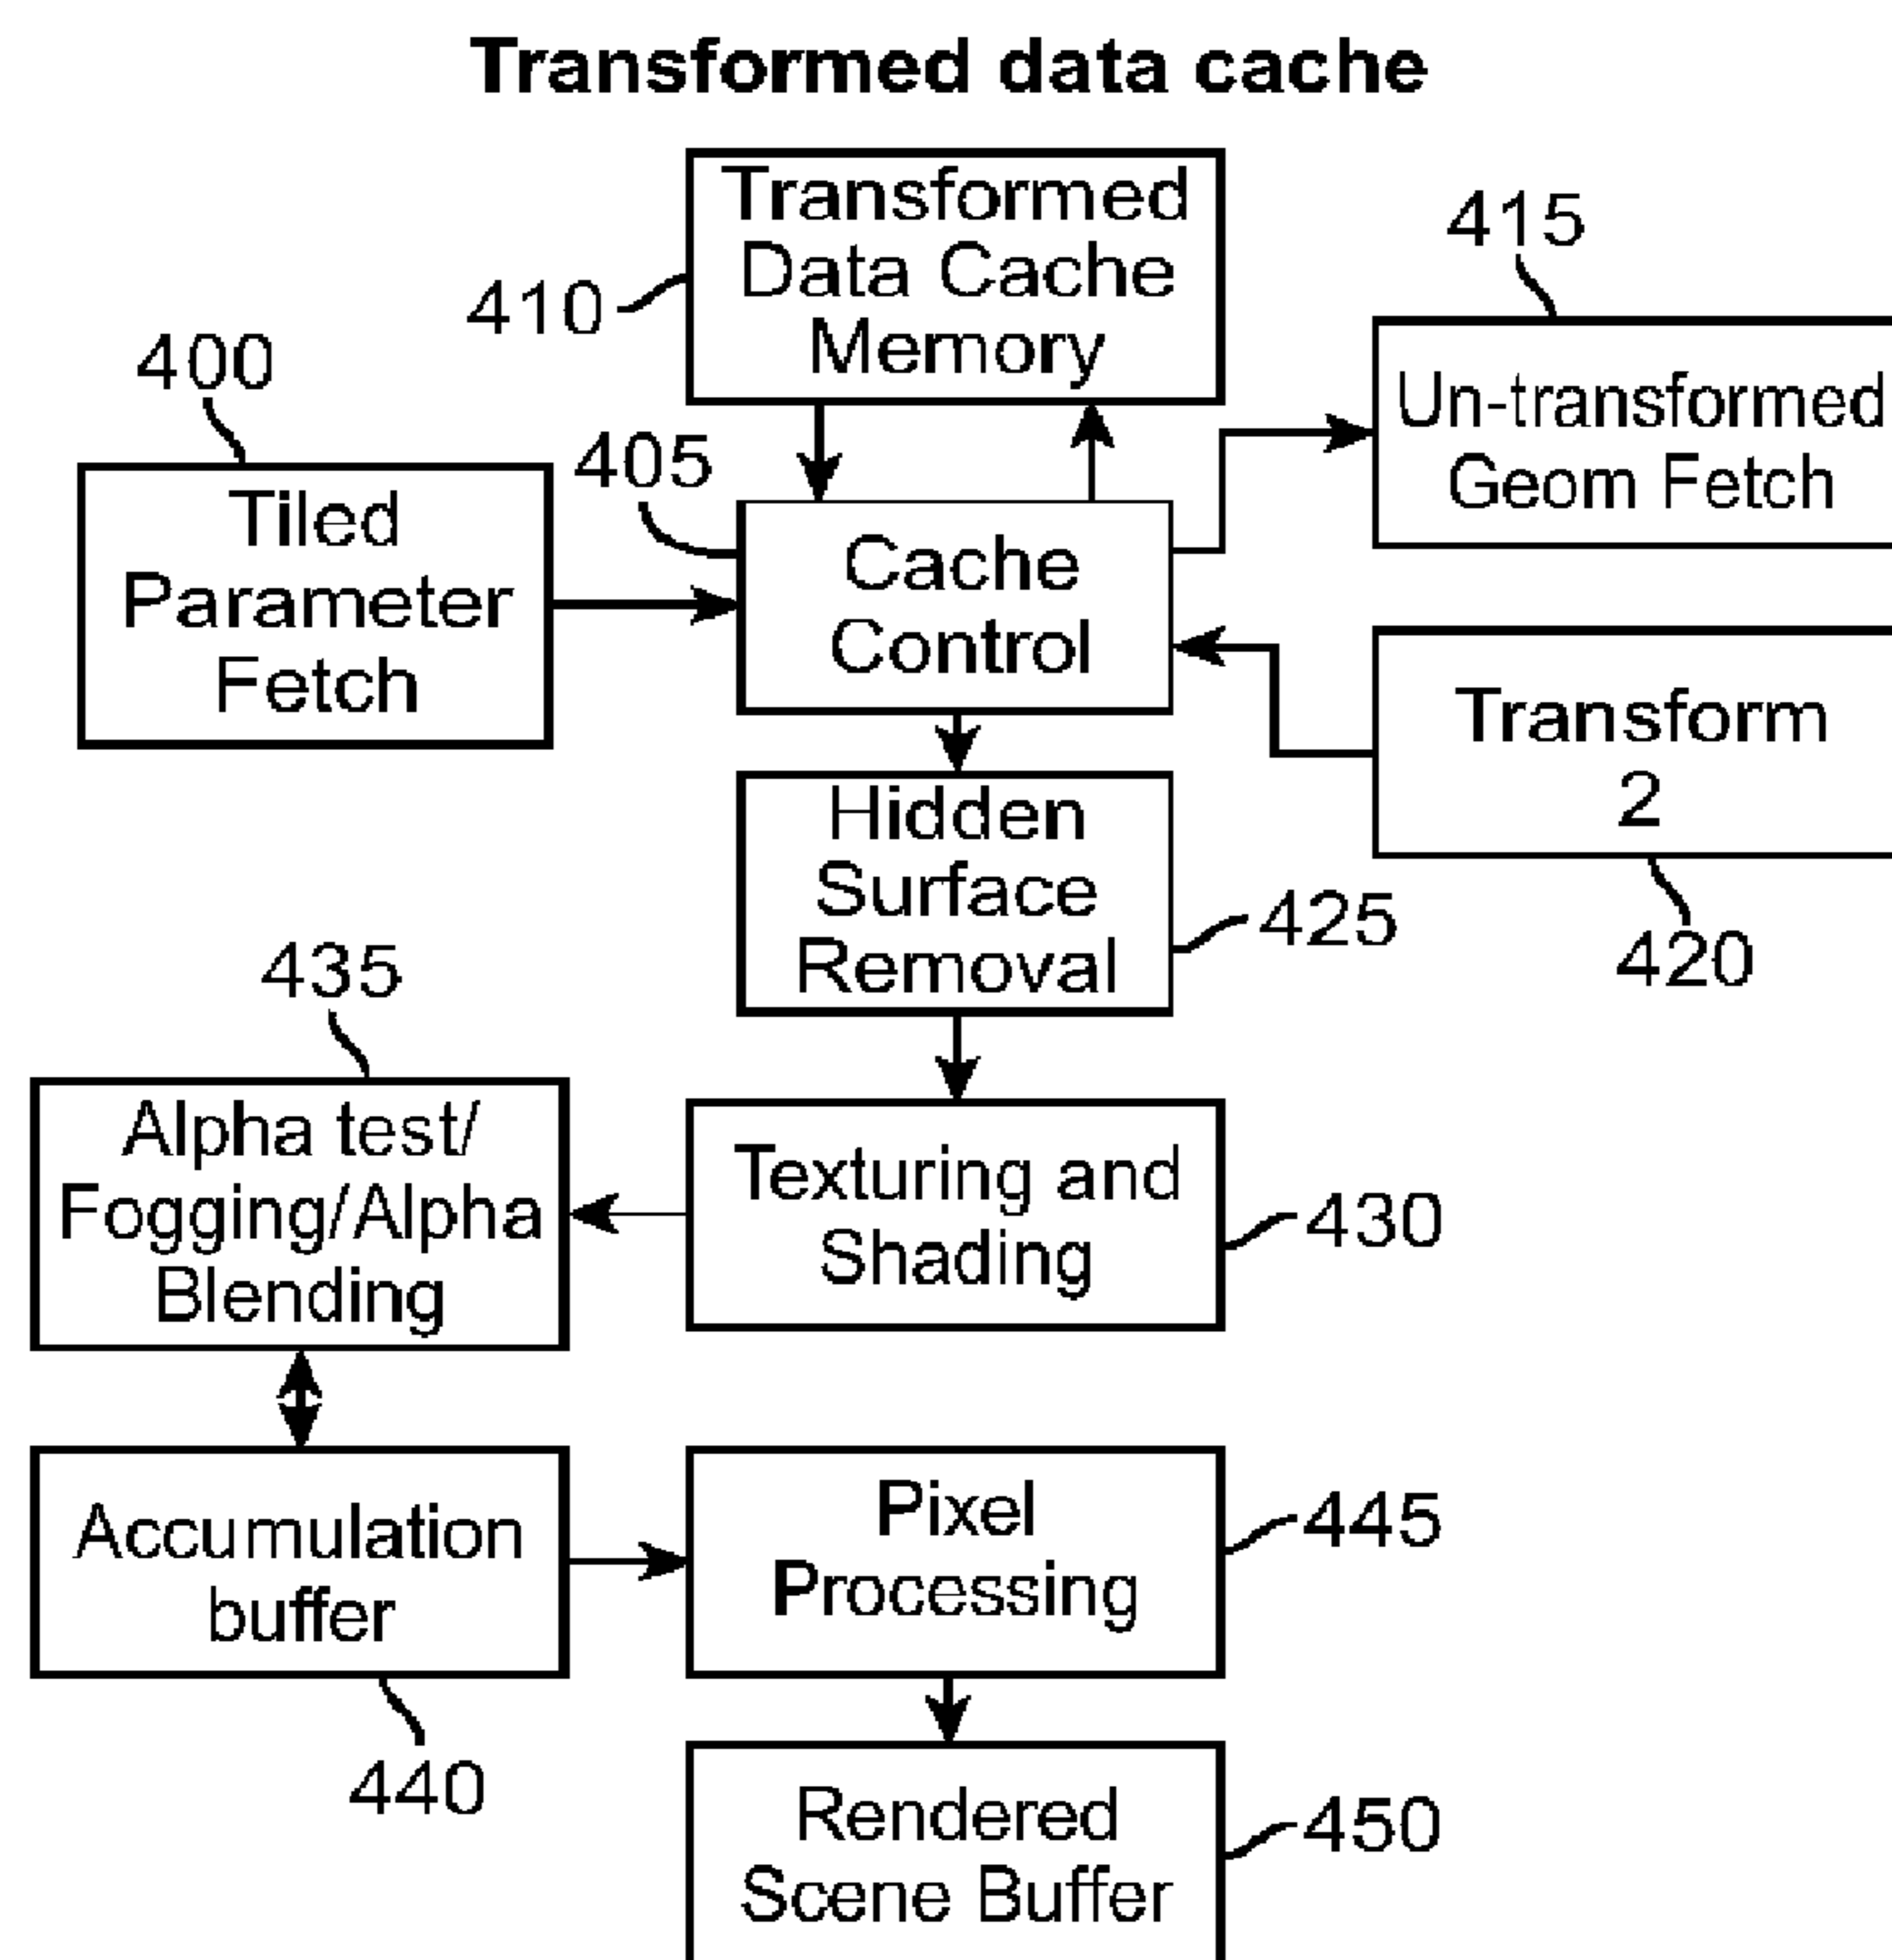 Transformed data cache
Transformed
Data Cache
Memory
410
415
Un-transformed
Geom Fetch
400
Tiled
Parameter
Fetch
405
Cache
Control
Transform
2
420
Hidden
Surface
Removal
425
435
Alpha test/
Fogging/Alpha
Blending
Texturing and
Shading
430
Accumulation
buffer
440
Pixel
Processing
445
Rendered
Scene Buffer
450